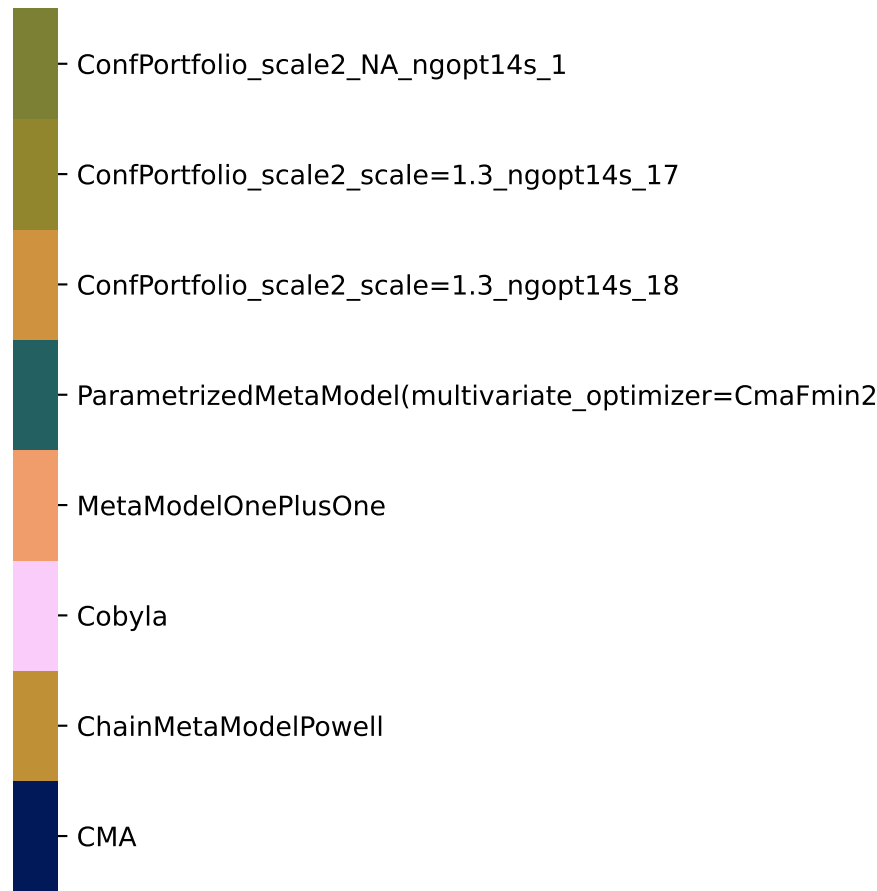 ConfPortfolio_scale2_NA_ngopt14s_1
ConfPortfolio_scale2_scale=1.3_ngopt14s_17
ConfPortfolio_scale2_scale=1.3_ngopt14s_18
ParametrizedMetaModel(multivariate_optimizer=CmaFmin2
MetaModelOnePlusOne
Cobyla
ChainMetaModelPowell
CMA